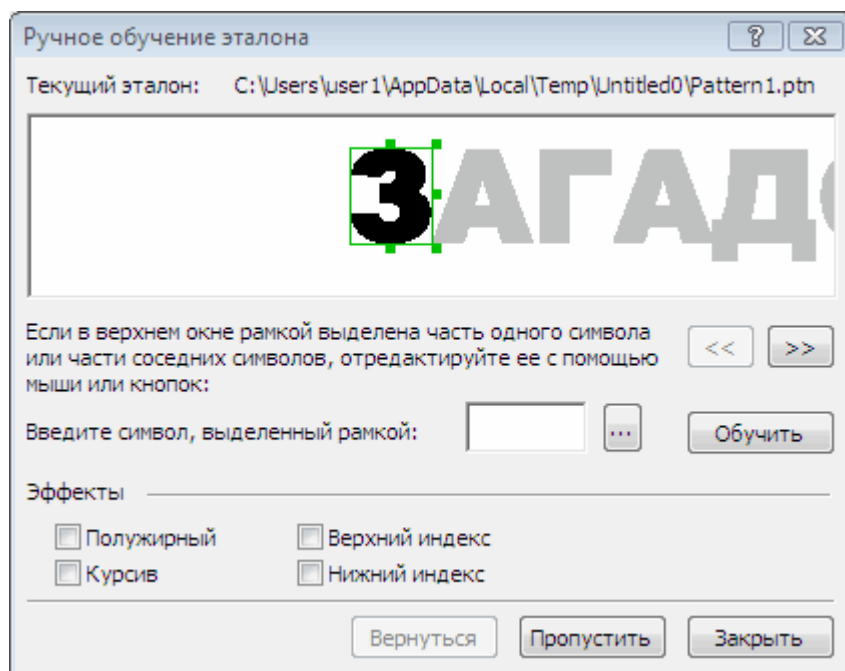 Ручное обучение эталона
Текущий эталон: C:\Users\user1\AppData\Local\Temp\Untitled0\Pattern1.ptn
ЗАГАДО
Если в верхнем окне рамкой выделена часть одного символа
или части соседних символов, отредактируйте ее с помощью
мыши или кнопок:
<< >>
Введите символ, выделенный рамкой: ... Обучить
Эффекты
Полужирный Верхний индекс
Курсив Нижний индекс
Вернуться Пропустить Закрыть